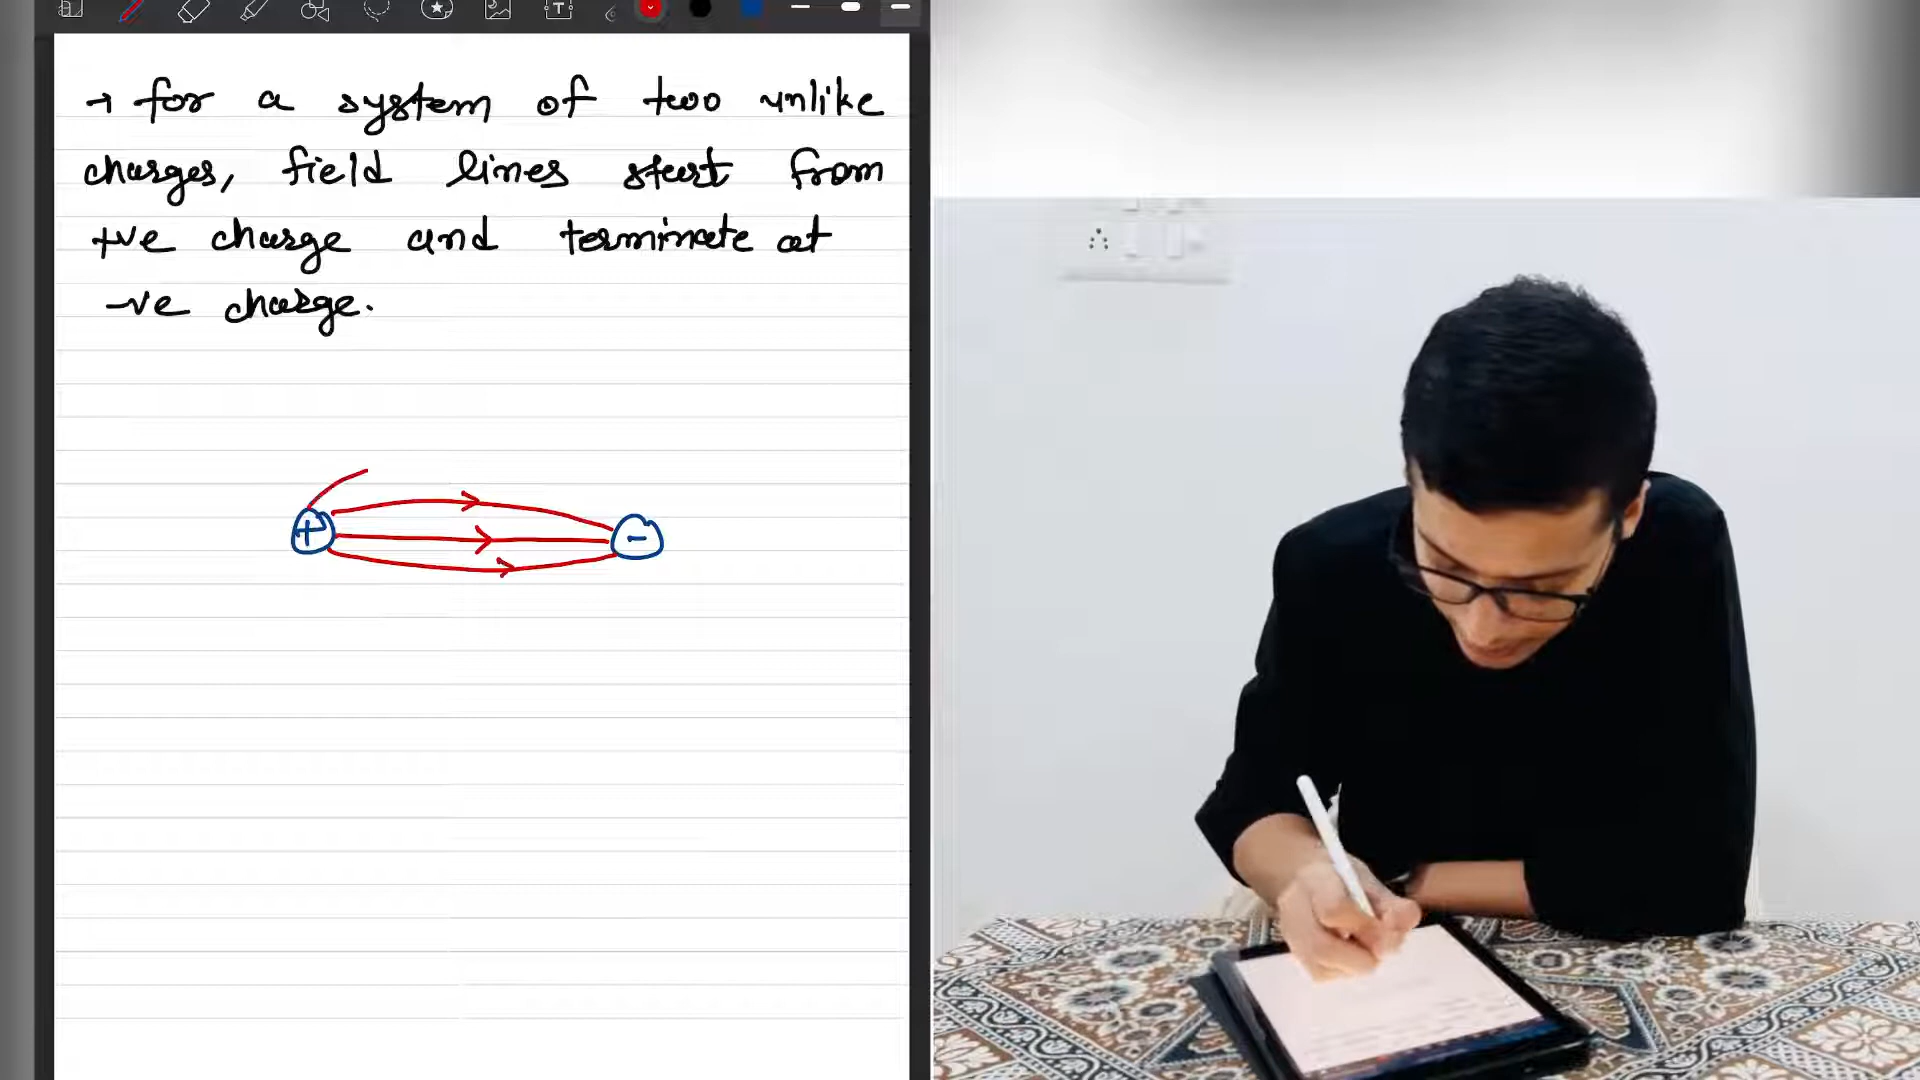 → for a system of two unlike
charges, field lines start from
+ve charge and terminate at
-ve charge.
+ -